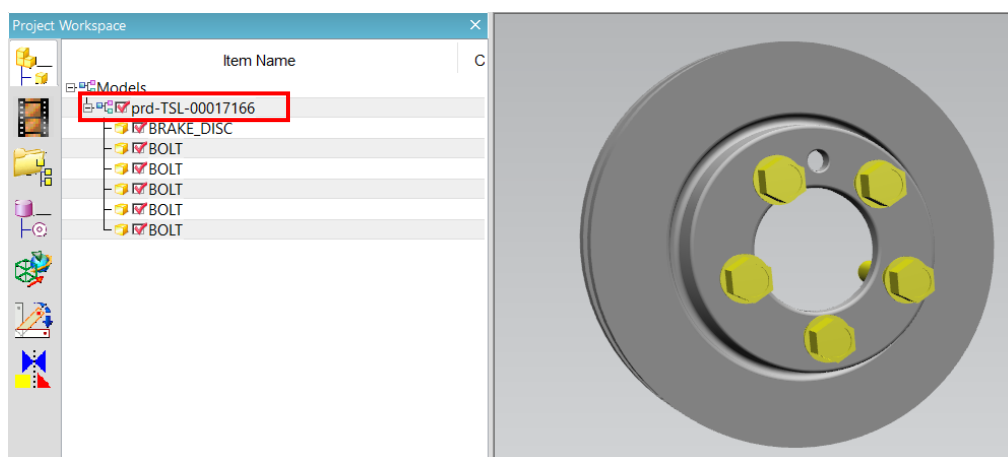 Project Workspace
Item Name
C
Models
prd-TSL-00017166
BRAKE_DISC
BOLT
BOLT
BOLT
BOLT
BOLT